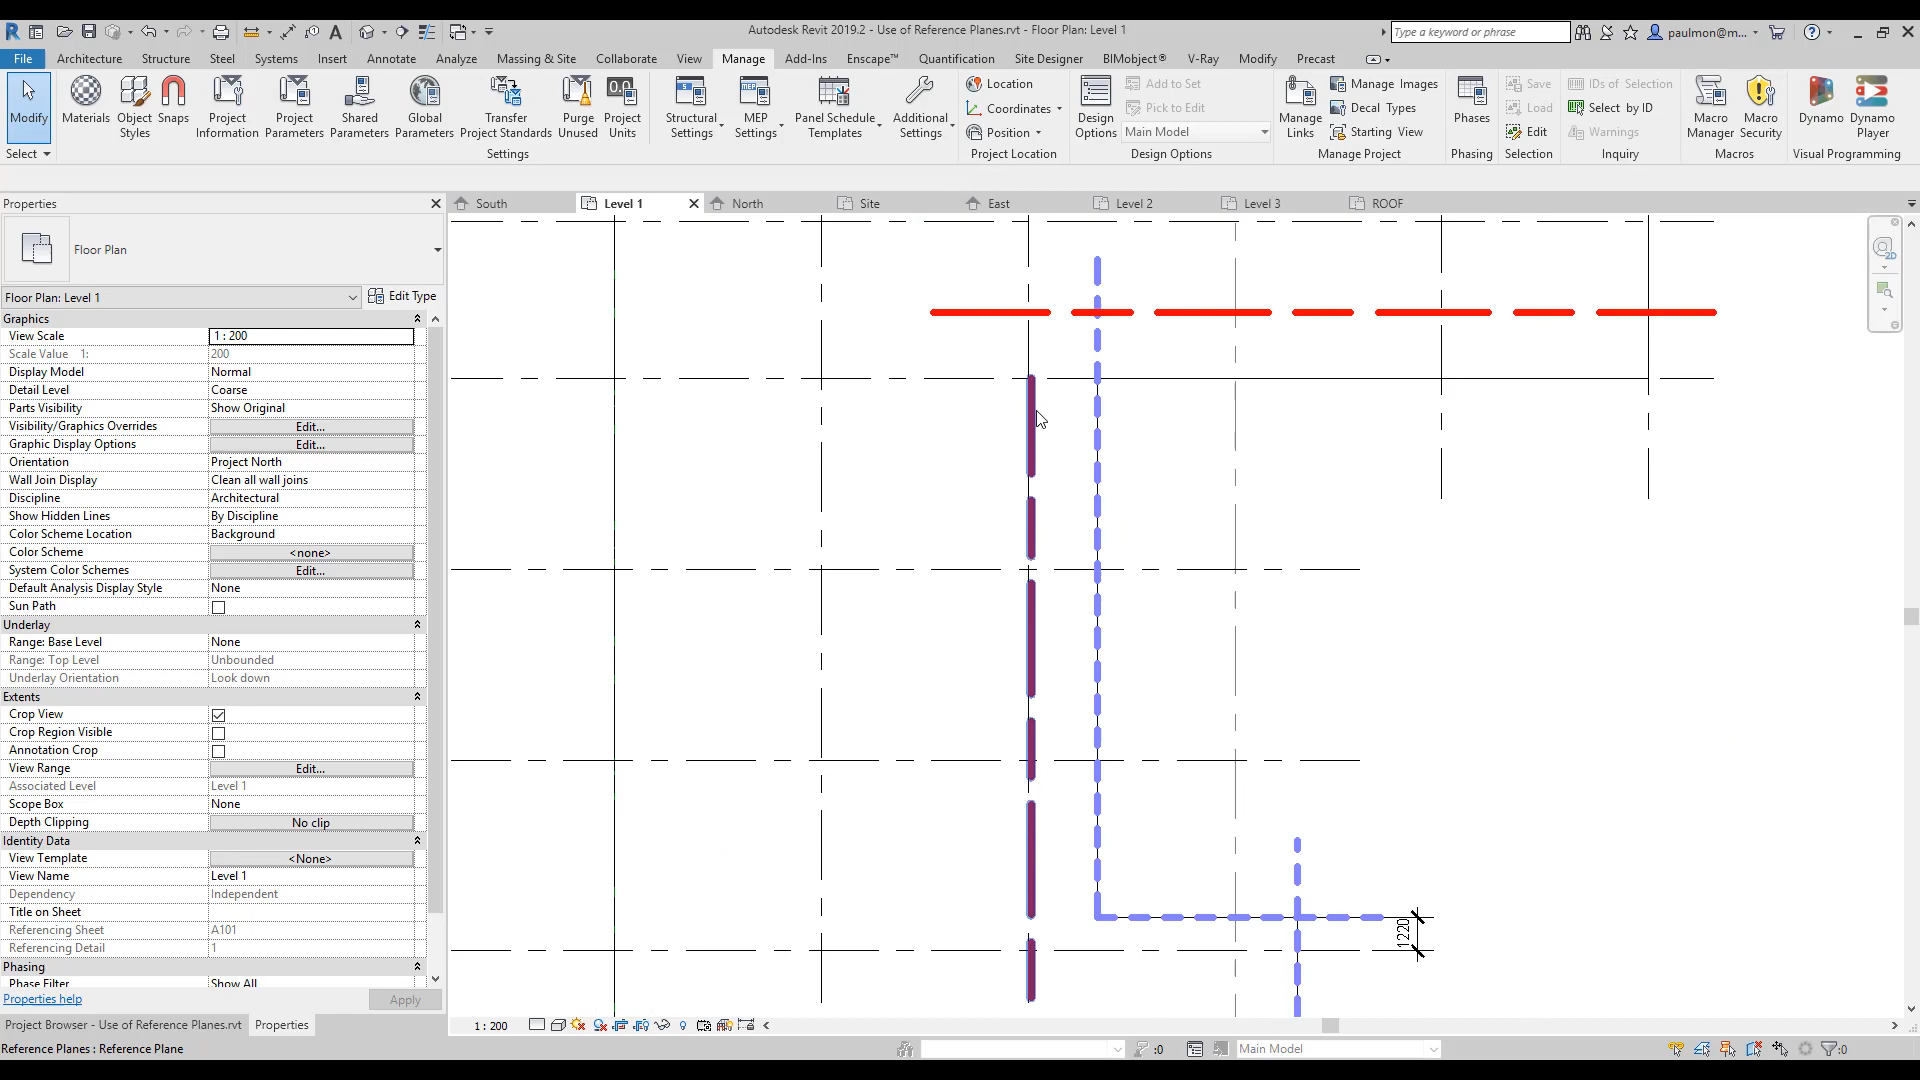 Autodesk Revit 2019.2 - Use of Reference Planes.rvt - Floor Plan: Level 1
Type a keyword or phrase
paulmon@m...
File Architecture Structure Steel Systems Insert Annotate Analyze Massing & Site Collaborate View Manage Add-Ins Enscape™ Quantification Site Designer BIMobject® V-Ray Modify Precast
Modify
Materials
Object Styles
Snaps
Project Information
Project Parameters
Shared Parameters
Global Parameters
Transfer Project Standards
Purge Unused
Project Units
Structural Settings
MEP Settings
Panel Schedule Templates
Additional Settings
Location
Coordinates
Position
Design Options
Add to Set
Pick to Edit
Main Model
Manage Links
Manage Images
Decal Types
Starting View
Phases
Save
Load
Edit
IDs of Selection
Select by ID
Warnings
Macro Manager
Macro Security
Dynamo
Dynamo Player
Select Settings Project Location Design Options Manage Project Phasing Selection Inquiry Macros Visual Programming
Properties
South Level 1 North Site East Level 2 Level 3 ROOF
Floor Plan
Floor Plan: Level 1 Edit Type
Graphics
View Scale 1 : 200
Scale Value 1: 200
Display Model Normal
Detail Level Coarse
Parts Visibility Show Original
Visibility/Graphics Overrides Edit...
Graphic Display Options Edit...
Orientation Project North
Wall Join Display Clean all wall joins
Discipline Architectural
Show Hidden Lines By Discipline
Color Scheme Location Background
Color Scheme <none>
System Color Schemes Edit...
Default Analysis Display Style None
Sun Path
Underlay
Range: Base Level None
Range: Top Level Unbounded
Underlay Orientation Look down
Extents
Crop View
Crop Region Visible
Annotation Crop
View Range Edit...
Associated Level Level 1
Scope Box None
Depth Clipping No clip
Identity Data
View Template <None>
View Name Level 1
Dependency Independent
Title on Sheet
Referencing Sheet A101
Referencing Detail 1
Phasing
Phase Filter Show All
Properties help Apply
2D
1220
Project Browser - Use of Reference Planes.rvt Properties
1 : 200
Reference Planes : Reference Plane
:0
Main Model
:0